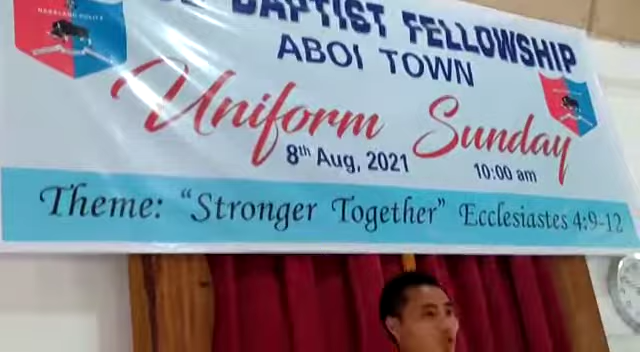 BAPTIST FELLOWSHIP
ABOI TOWN
Uniform Sunday
8th Aug, 2021
10:00 am
Theme: "Stronger Together" Ecclesiastes 4:9-12